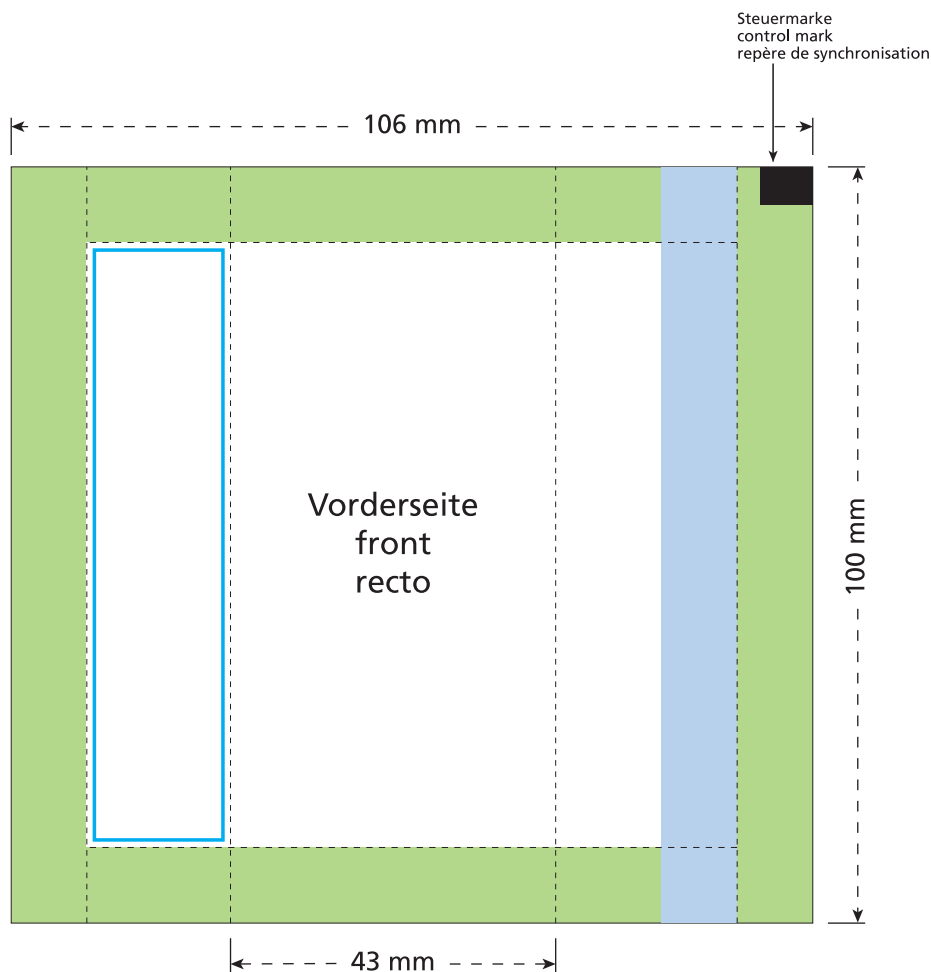 Steuermarke
control mark
repère de synchronisation
106 mm
Vorderseite
front
recto
100 mm
43 mm